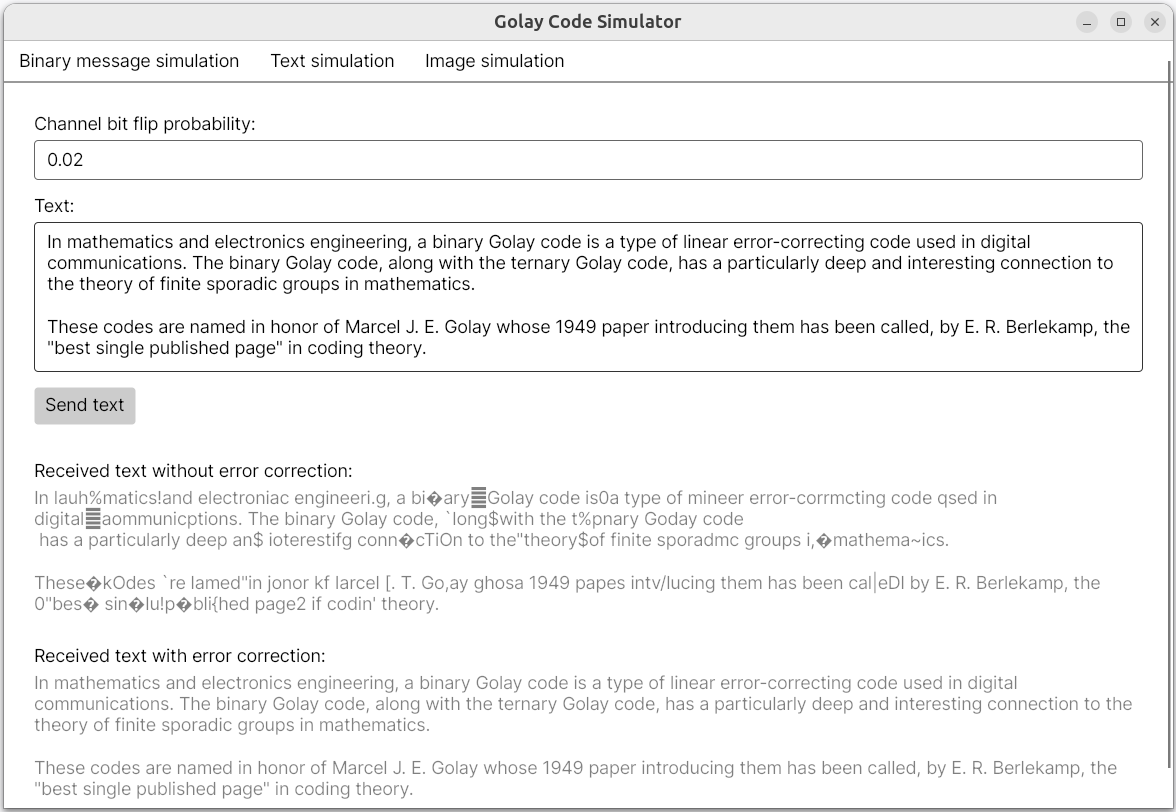 Golay Code Simulator
Binary message simulation Text simulation Image simulation
Channel bit flip probability:
0.02
Text:
In mathematics and electronics engineering, a binary Golay code is a type of linear error-correcting code used in digital
communications. The binary Golay code, along with the ternary Golay code, has a particularly deep and interesting connection to
the theory of finite sporadic groups in mathematics.
These codes are named in honor of Marcel J. E. Golay whose 1949 paper introducing them has been called, by E. R. Berlekamp, the
"best single published page" in coding theory.
Send text
Received text without error correction:
In lauh%matics!and electroniac engineeri.g, a bi�ary䷀Golay code is0a type of mineer error-corrmcting code qsed in
digital䷀aommunicptions. The binary Golay code, `long$with the t%pnary Goday code
has a particularly deep an$ ioterestifg conn�cTiOn to the"theory$of finite sporadmc groups i,�mathema~ics.
These�kOdes `re lamed"in jonor kf larcel [. T. Go,ay ghosa 1949 papes intv/lucing them has been cal|eDl by E. R. Berlekamp, the
0"bes� sin�lu!p�bli{hed page2 if codin' theory.
Received text with error correction:
In mathematics and electronics engineering, a binary Golay code is a type of linear error-correcting code used in digital
communications. The binary Golay code, along with the ternary Golay code, has a particularly deep and interesting connection to the
theory of finite sporadic groups in mathematics.
These codes are named in honor of Marcel J. E. Golay whose 1949 paper introducing them has been called, by E. R. Berlekamp, the
"best single published page" in coding theory.